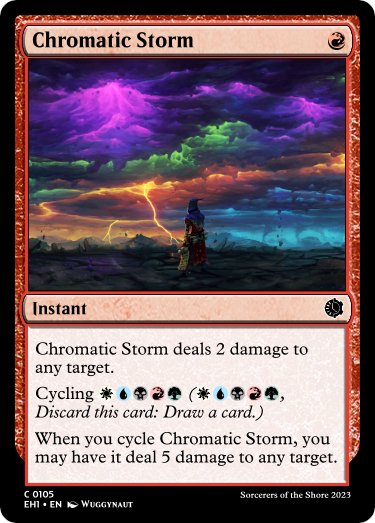 Chromatic Storm
Instant
Chromatic Storm deals 2 damage to
any target.
Cycling (,
Discard this card: Draw a card.)
When you cycle Chromatic Storm, you
may have it deal 5 damage to any target.
C 0105
EH1 • EN Wuggynaut
Sorcerers of the Shore 2023